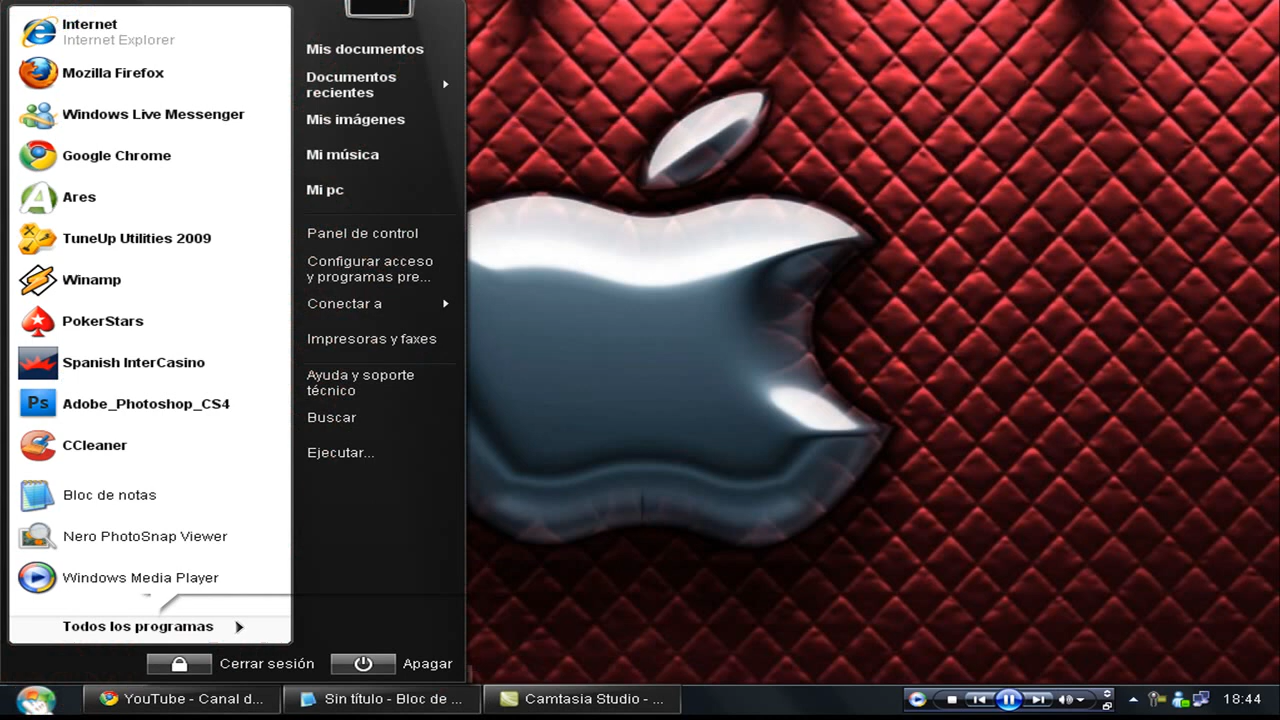 Internet
Internet Explorer
Mozilla Firefox
Windows Live Messenger
Google Chrome
Ares
TuneUp Utilities 2009
Winamp
PokerStars
Spanish InterCasino
Ps
Adobe_Photoshop_CS4
CCleaner
Bloc de notas
Nero PhotoSnap Viewer
Windows Media Player
Todos los programas
Mis documentos
Documentos
recientes
Mis imágenes
Mi música
Mi pc
Panel de control
Configurar acceso
y programas pre...
Conectar a
Impresoras y faxes
Ayuda y soporte
técnico
Buscar
Ejecutar...
Cerrar sesión
Apagar
YouTube - Canal d...
Sin título - Bloc de ...
Camtasia Studio - ...
18:44